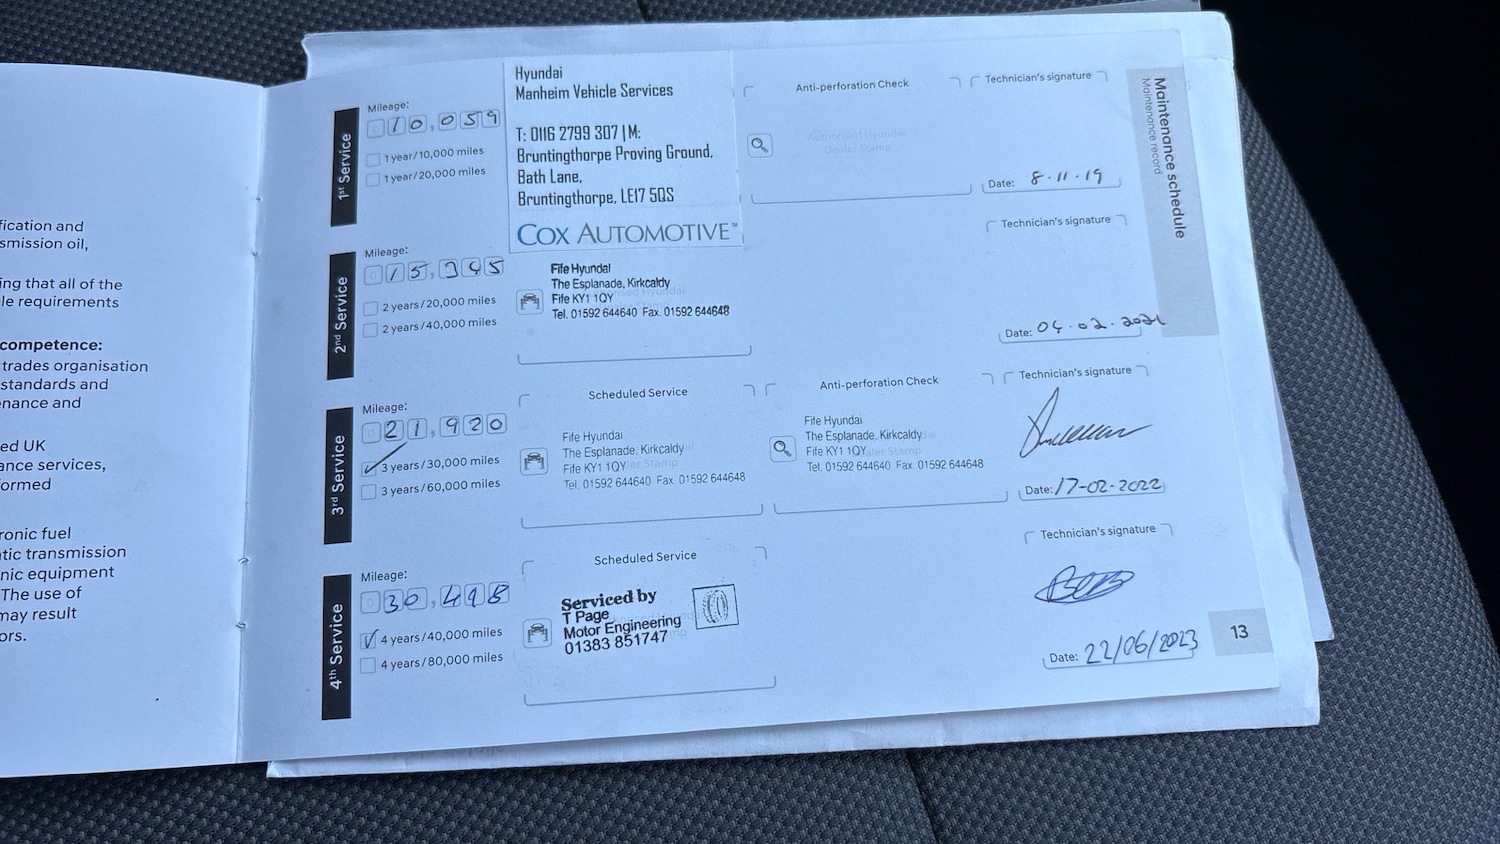 fication and
smission oil,
ing that all of the
le requirements
competence:
trades organisation
standards and
enance and
ed UK
ance services,
ormed
ronic fuel
tic transmission
nic equipment
The use of
may result
ors.
1st Service
Mileage:
10,059
1 year/10,000 miles
1 year/20,000 miles
Hyundai
Manheim Vehicle Services
T: 0116 2799 307 | M:
Bruntingthorpe Proving Ground,
Bath Lane,
Bruntingthorpe, LE17 5QS
COX AUTOMOTIVE™
Anti-perforation Check
Authorised Hyundai
Dealer Stamp
Technician's signature
Date: 8·11·19
2nd Service
Mileage:
2 years/20,000 miles
2 years/40,000 miles
Fife Hyundai
The Esplanade, Kirkcaldy
Fife KY1 1QY
Tel. 01592 644640 Fax. 01592 644648
Technician's signature
Date: 04·02·2021
3rd Service
Mileage:
21,920
3 years/30,000 miles
3 years/60,000 miles
Scheduled Service
Fife Hyundai
The Esplanade, Kirkcaldy
Fife KY1 1QY
Tel. 01592 644640 Fax. 01592 644648
Anti-perforation Check
Fife Hyundai
The Esplanade, Kirkcaldy
Fife KY1 1QY
Tel. 01592 644640 Fax 01592 644648
Technician's signature
Date: 17-02-2022
4th Service
Mileage:
30,498
4 years/40,000 miles
4 years/80,000 miles
Scheduled Service
Serviced by
T Page
Motor Engineering
01383 851747
Technician's signature
Date: 22/06/2023
Maintenance schedule
Maintenance record
13